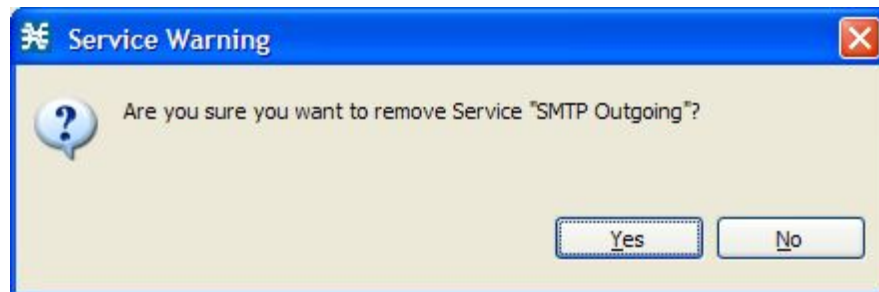 Service Warning
Are you sure you want to remove Service "SMTP Outgoing"?
Yes No